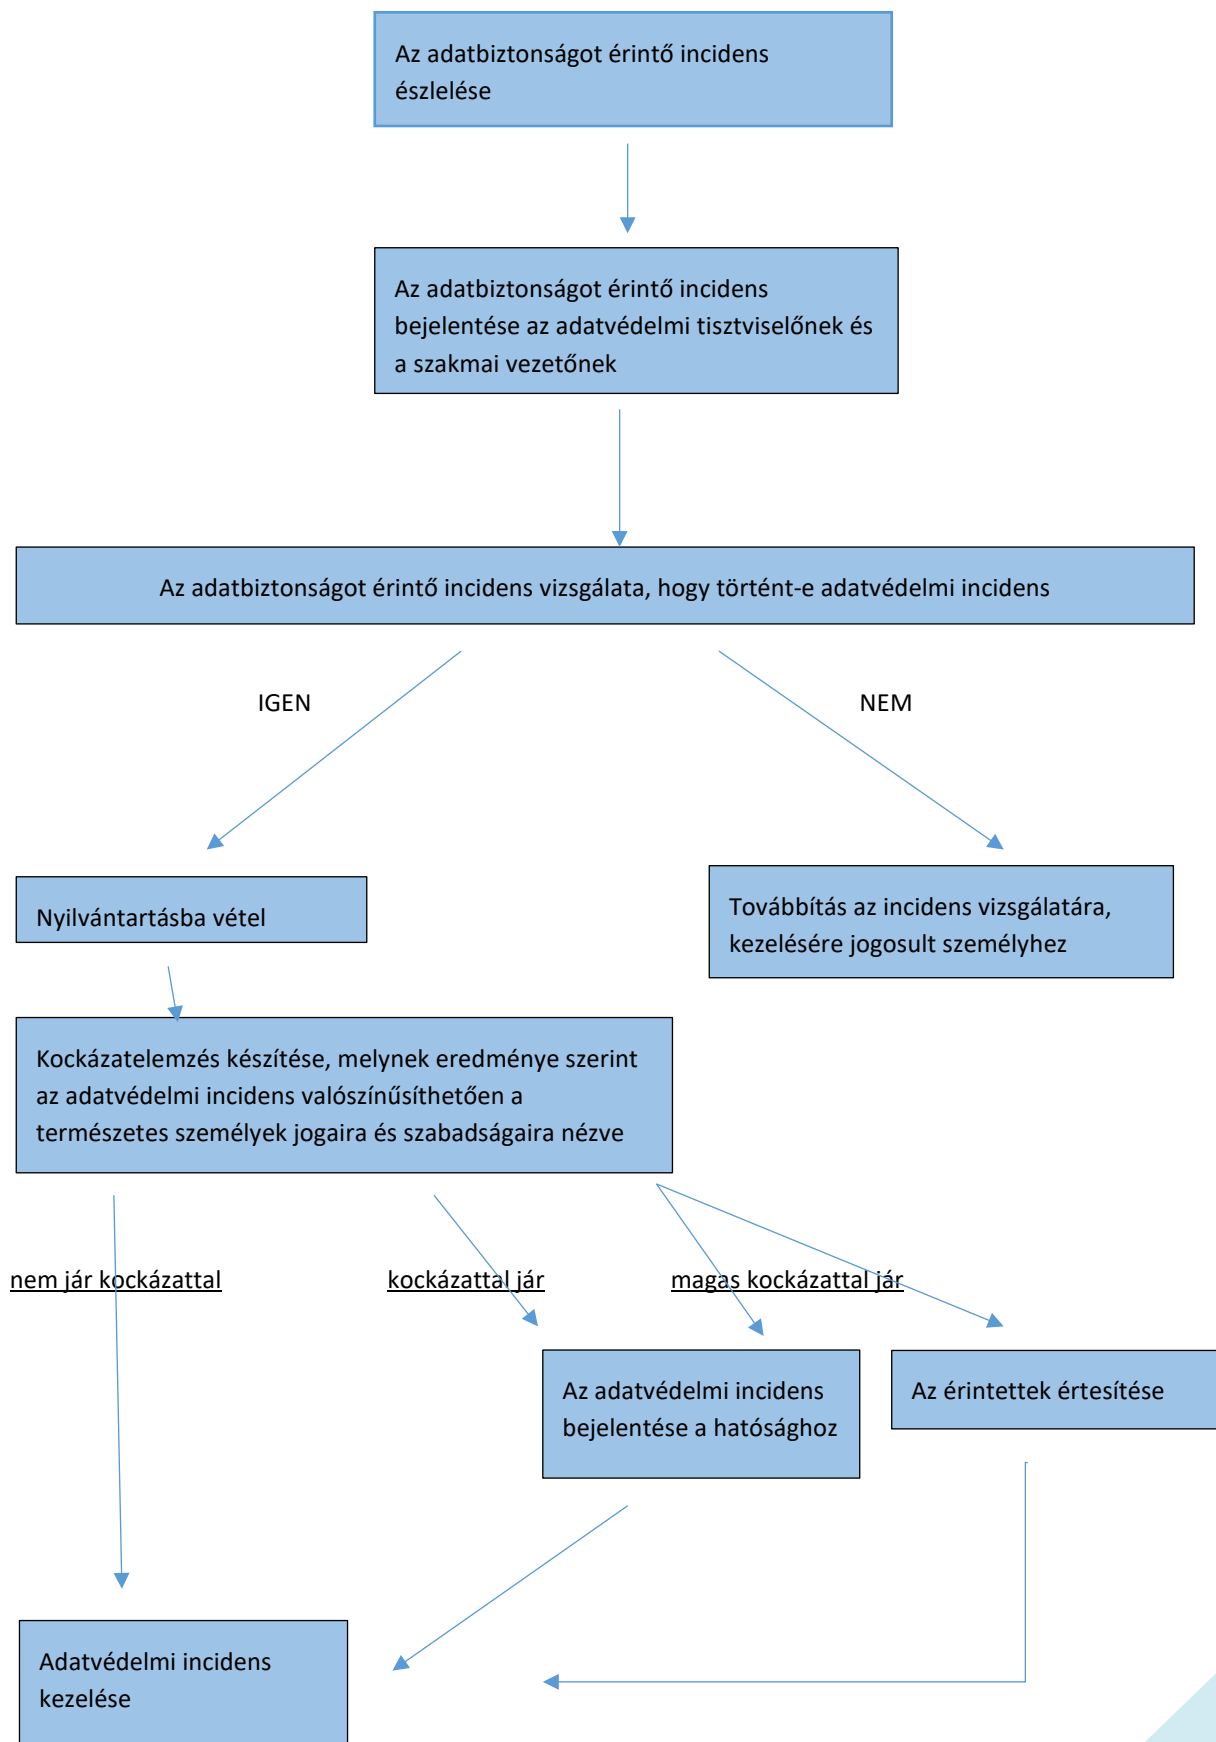 Az adatbiztonságot érintő incidens
észlelése
Az adatbiztonságot érintő incidens
bejelentése az adatvédelmi tisztviselőnek és
a szakmai vezetőnek
Az adatbiztonságot érintő incidens vizsgálata, hogy történt-e adatvédelmi incidens
IGEN
NEM
Nyilvántartásba vétel
Továbbítás az incidens vizsgálatára,
kezelésére jogosult személyhez
Kockázatelemzés készítése, melynek eredménye szerint
az adatvédelmi incidens valószínűsíthetően a
természetes személyek jogaira és szabadságaira nézve
nem jár kockázattal
kockázattal jár
magas kockázattal jár
Az adatvédelmi incidens
bejelentése a hatósághoz
Az érintettek értesítése
Adatvédelmi incidens
kezelése